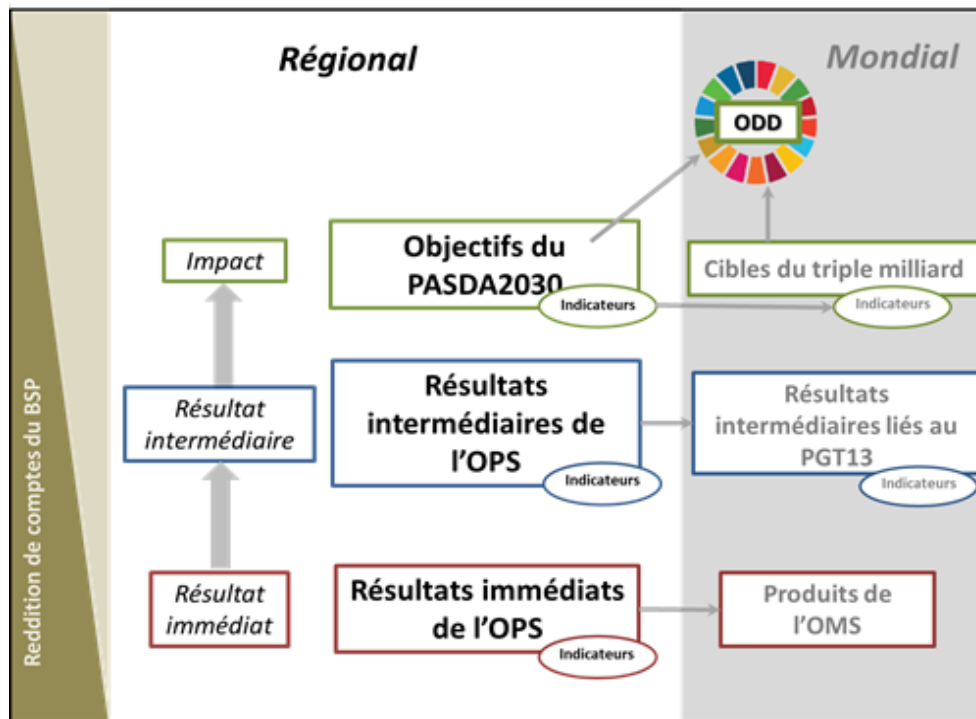 Régional
Mondial
ODD
Impact
Objectifs du
PASDA2030
Indicateurs
Cibles du triple milliard
Indicateurs
Résultat
intermédiaire
Résultats
intermédiaires de
l’OPS
Indicateurs
Résultats
intermédiaires liés au
PGT13
Indicateurs
Résultat
immédiat
Résultats immédiats
de l’OPS
Indicateurs
Produits de
l’OMS
Reddition de comptes du BSP